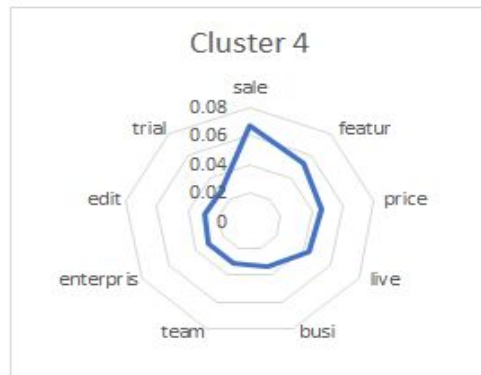 Cluster 4
sale
0.08
trial
featur
0.06
0.04
edit
0.02
price
0
enterpris
live
team
busi